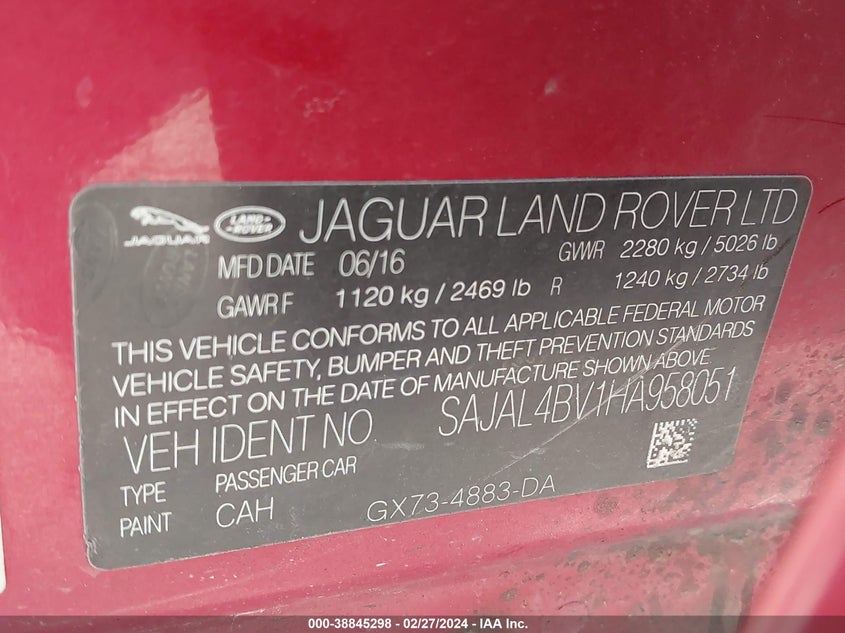 JAGUAR LAND-ROVER JAGUAR LAND ROVER LTD
MFD DATE 06/16 GWWR 2280 kg / 5026 lb
GAWR F 1120 kg / 2469 lb R 1240 kg / 2734 lb
THIS VEHICLE CONFORMS TO ALL APPLICABLE FEDERAL MOTOR
VEHICLE SAFETY, BUMPER AND THEFT PREVENTION STANDARDS
IN EFFECT ON THE DATE OF MANUFACTURE SHOWN ABOVE.
VEH IDENT NO SAJAL4BV1HA958051
TYPE PASSENGER CAR
PAINT CAH GX73-4883-DA
000-38845298 - 02/27/2024 - IAA Inc.